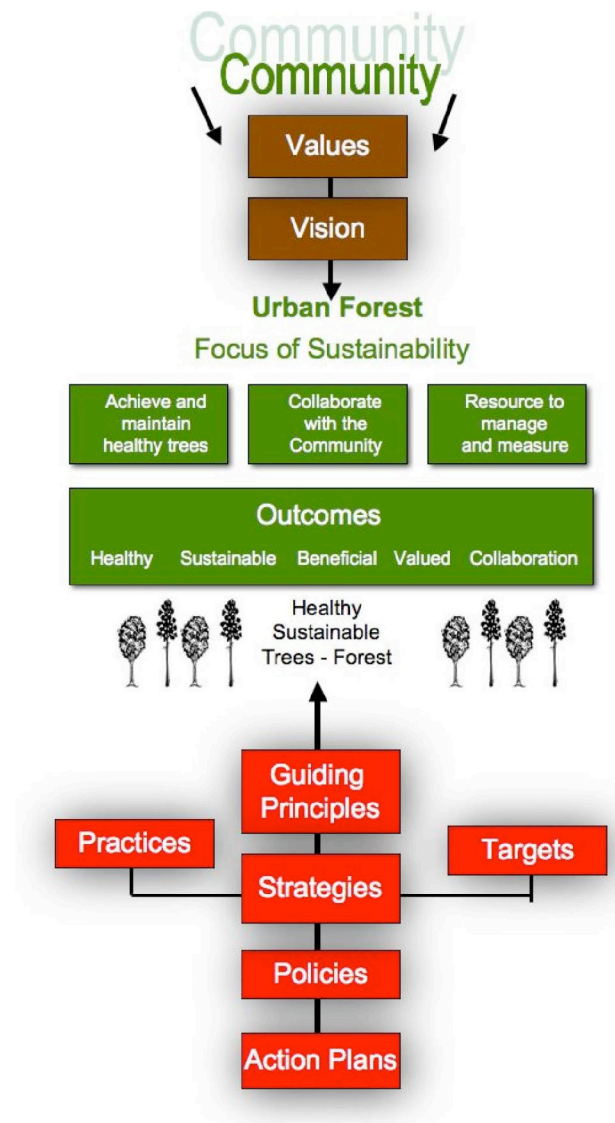 Community
Community
Values
Vision
Urban Forest
Focus of Sustainability
Achieve and
maintain
healthy trees
Collaborate
with the
Community
Resource to
manage
and measure
Outcomes
Healthy Sustainable Beneficial Valued Collaboration
Healthy
Sustainable
Trees - Forest
Guiding
Principles
Practices
Targets
Strategies
Policies
Action Plans